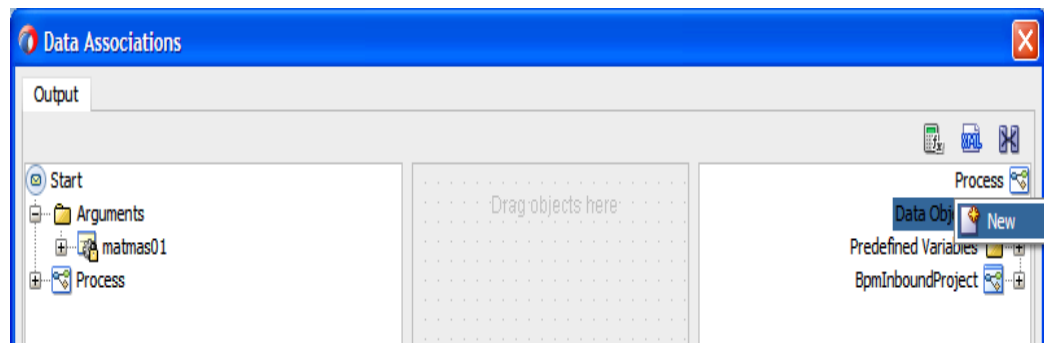 Data Associations
Output
Start
Arguments
matmas01
Process
Drag objects here
Process
Data Obj
New
Predefined Variables
BpmInboundProject